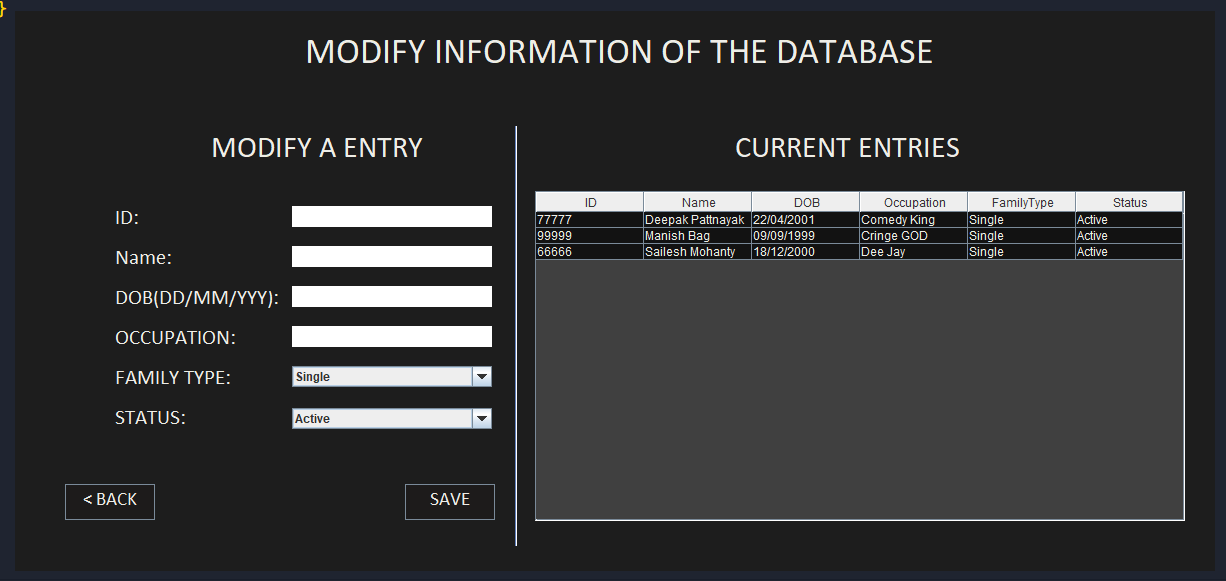 }
MODIFY INFORMATION OF THE DATABASE
MODIFY A ENTRY
ID:
Name:
DOB(DD/MM/YYY):
OCCUPATION:
FAMILY TYPE: Single
STATUS: Active
< BACK SAVE
CURRENT ENTRIES
ID Name DOB Occupation FamilyType Status
77777 Deepak Pattnayak 22/04/2001 Comedy King Single Active
99999 Manish Bag 09/09/1999 Cringe GOD Single Active
66666 Sailesh Mohanty 18/12/2000 Dee Jay Single Active